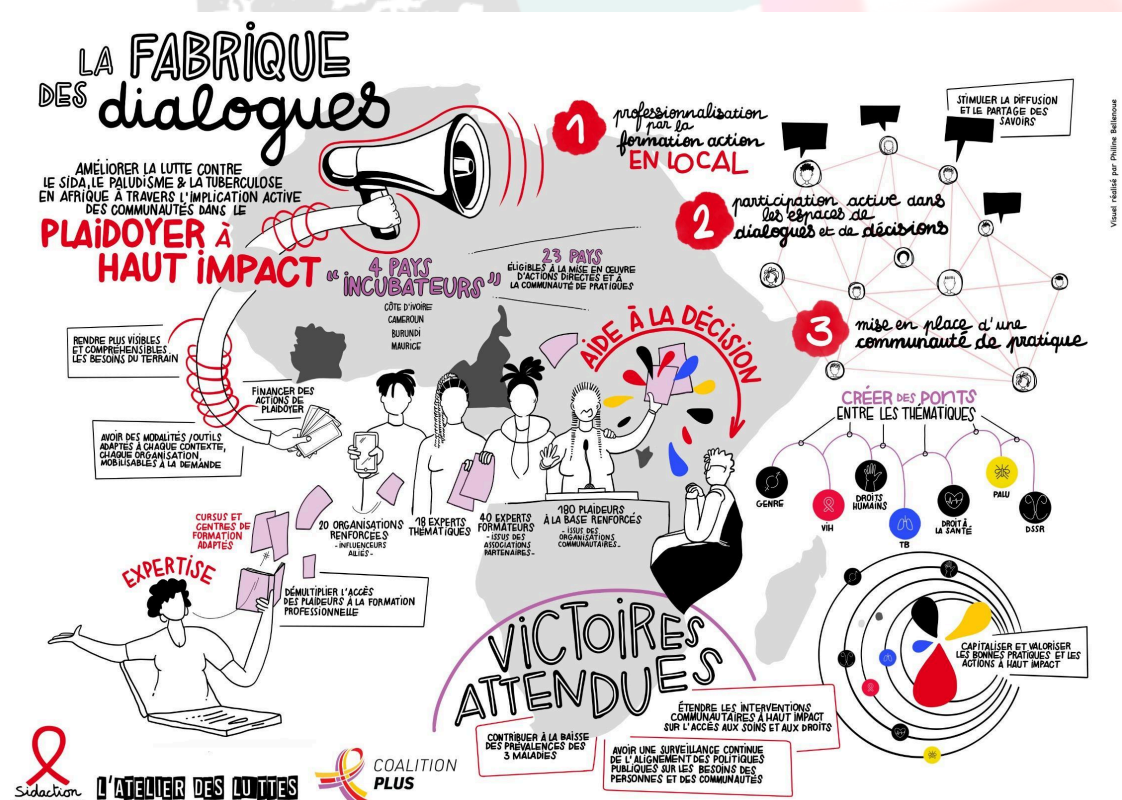 LA FABRIQUE
DES dialogues
AMÉLIORER LA LUTTE CONTRE
LE SIDA, LE PALUDISME & LA TUBERCULOSE
EN AFRIQUE À TRAVERS L'IMPLICATION ACTIVE
DES COMMUNAUTÉS DANS LE
PLAIDOYER À
HAUT IMPACT
1
professionnalisation
par la
formation action
EN LOCAL
2
participation active dans
les espaces de
dialogues et de décisions
3
mise en place d'une
communauté de pratique
STIMULER LA DIFFUSION
ET LE PARTAGE DES
SAVOIRS
Visuel réalisé par Philine Bellenoue
4 PAYS
"INCUBATEURS"
CÔTE D'IVOIRE
CAMEROUN
BURUNDI
MAURICE
23 PAYS
ÉLIGIBLES À LA MISE EN ŒUVRE
D'ACTIONS DIRECTES ET À
LA COMMUNAUTÉ DE PRATIQUES
RENDRE PLUS VISIBLES
ET COMPRÉHENSIBLES
LES BESOINS DU TERRAIN
FINANCER DES
ACTIONS DE
PLAIDOYER
AVOIR DES MODALITÉS / OUTILS
ADAPTÉS À CHAQUE CONTEXTE,
CHAQUE ORGANISATION,
MOBILISABLES À LA DEMANDE
AIDE À LA DÉCISION
CRÉER DES PONTS
ENTRE LES THÉMATIQUES
GENRE
VIH
DROITS
HUMAINS
TB
DROIT À
LA SANTÉ
PALU
DSSR
CURSUS ET
CENTRES DE
FORMATION
ADAPTÉS
EXPERTISE
20 ORGANISATIONS
RENFORCÉES
- INFLUENCEURS
ALLIÉS -
18 EXPERTS
THÉMATIQUES
40 EXPERTS
FORMATEURS
- ISSUS DES
ASSOCIATIONS
PARTENAIRES -
180 PLAIDEURS
À LA BASE RENFORCÉS
- ISSUS DES
ORGANISATIONS
COMMUNAUTAIRES -
DÉMULTIPLIER L'ACCÈS
DES PLAIDEURS À LA FORMATION
PROFESSIONNELLE
VICTOIRES
ATTENDUES
CONTRIBUER À LA BAISSE
DES PRÉVALENCES DES
3 MALADIES
ÉTENDRE LES INTERVENTIONS
COMMUNAUTAIRES À HAUT IMPACT
SUR L'ACCÈS AUX SOINS ET AUX DROITS
AVOIR UNE SURVEILLANCE CONTINUE
DE L'ALIGNEMENT DES POLITIQUES
PUBLIQUES SUR LES BESOINS DES
PERSONNES ET DES COMMUNAUTÉS
CAPITALISER ET VALORISER
LES BONNES PRATIQUES ET LES
ACTIONS À HAUT IMPACT
Sidaction
L'ATELIER DES LUTTES
COALITION
PLUS